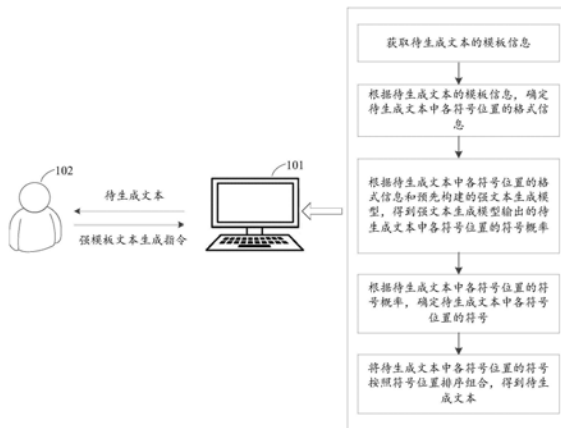 102
待生成文本
强模板文本生成指令
101
获取待生成文本的模板信息
根据待生成文本的模板信息，确定
待生成文本中各符号位置的格式信
息
根据待生成文本中各符号位置的格
式信息和预先构建的强文本生成模
型，得到强文本生成模型输出的待
生成文本中各符号位置的符号概率
根据待生成文本中各符号位置的符
号概率，确定待生成文本中各符号
位置的符号
将待生成文本中各符号位置的符号
按照符号位置排序组合，得到待生
成文本